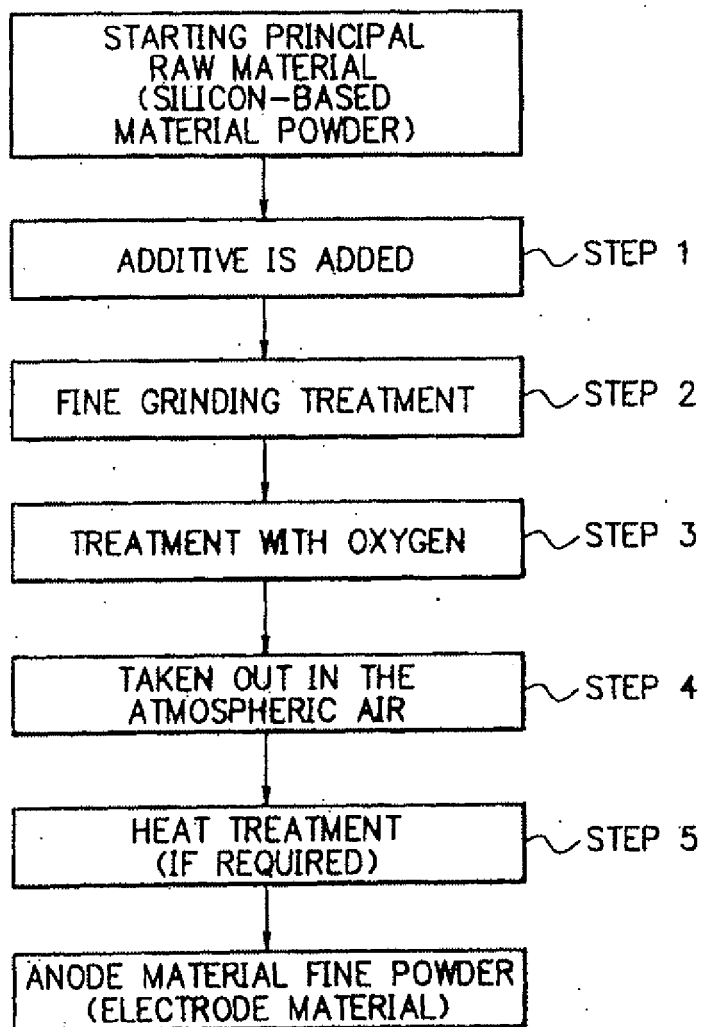 STARTING PRINCIPAL
RAW MATERIAL
(SILICON-BASED
MATERIAL POWDER)
ADDITIVE IS ADDED
STEP 1
FINE GRINDING TREATMENT
STEP 2
TREATMENT WITH OXYGEN
STEP 3
TAKEN OUT IN THE
ATMOSPHERIC AIR
STEP 4
HEAT TREATMENT
(IF REQUIRED)
STEP 5
ANODE MATERIAL FINE POWDER
(ELECTRODE MATERIAL)